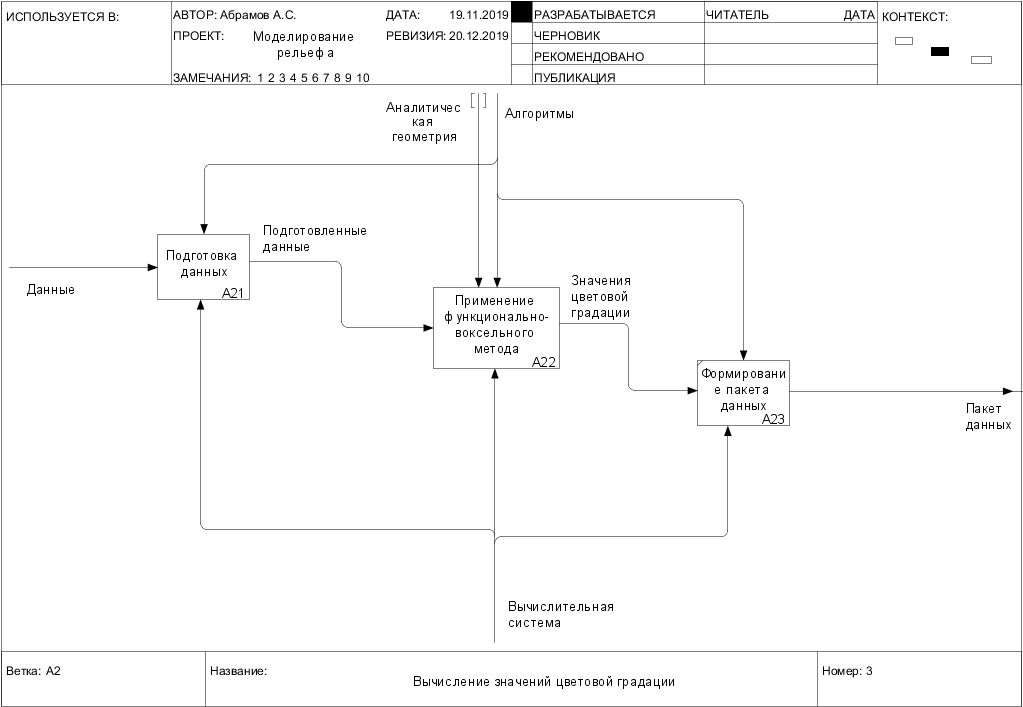 ИСПОЛЬЗУЕТСЯ В:
АВТОР: Абрамов А.С.
ДАТА: 19.11.2019
РАЗРАБАТЫВАЕТСЯ
ЧИТАТЕЛЬ
ДАТА
КОНТЕКСТ:
ПРОЕКТ: Моделирование
рельефа
РЕВИЗИЯ: 20.12.2019
ЧЕРНОВИК
РЕКОМЕНДОВАНО
ЗАМЕЧАНИЯ: 1 2 3 4 5 6 7 8 9 10
ПУБЛИКАЦИЯ
Аналитичес
кая
геометрия
Алгоритмы
Данные
Подготовка
данных
A21
Подготовленные
данные
Применение
функционально-
воксельного
метода
A22
Значения
цветовой
градации
Формировани
е пакета
данных
A23
Пакет
данных
Вычислительная
система
Ветка: A2
Название:
Вычисление значений цветовой градации
Номер: 3